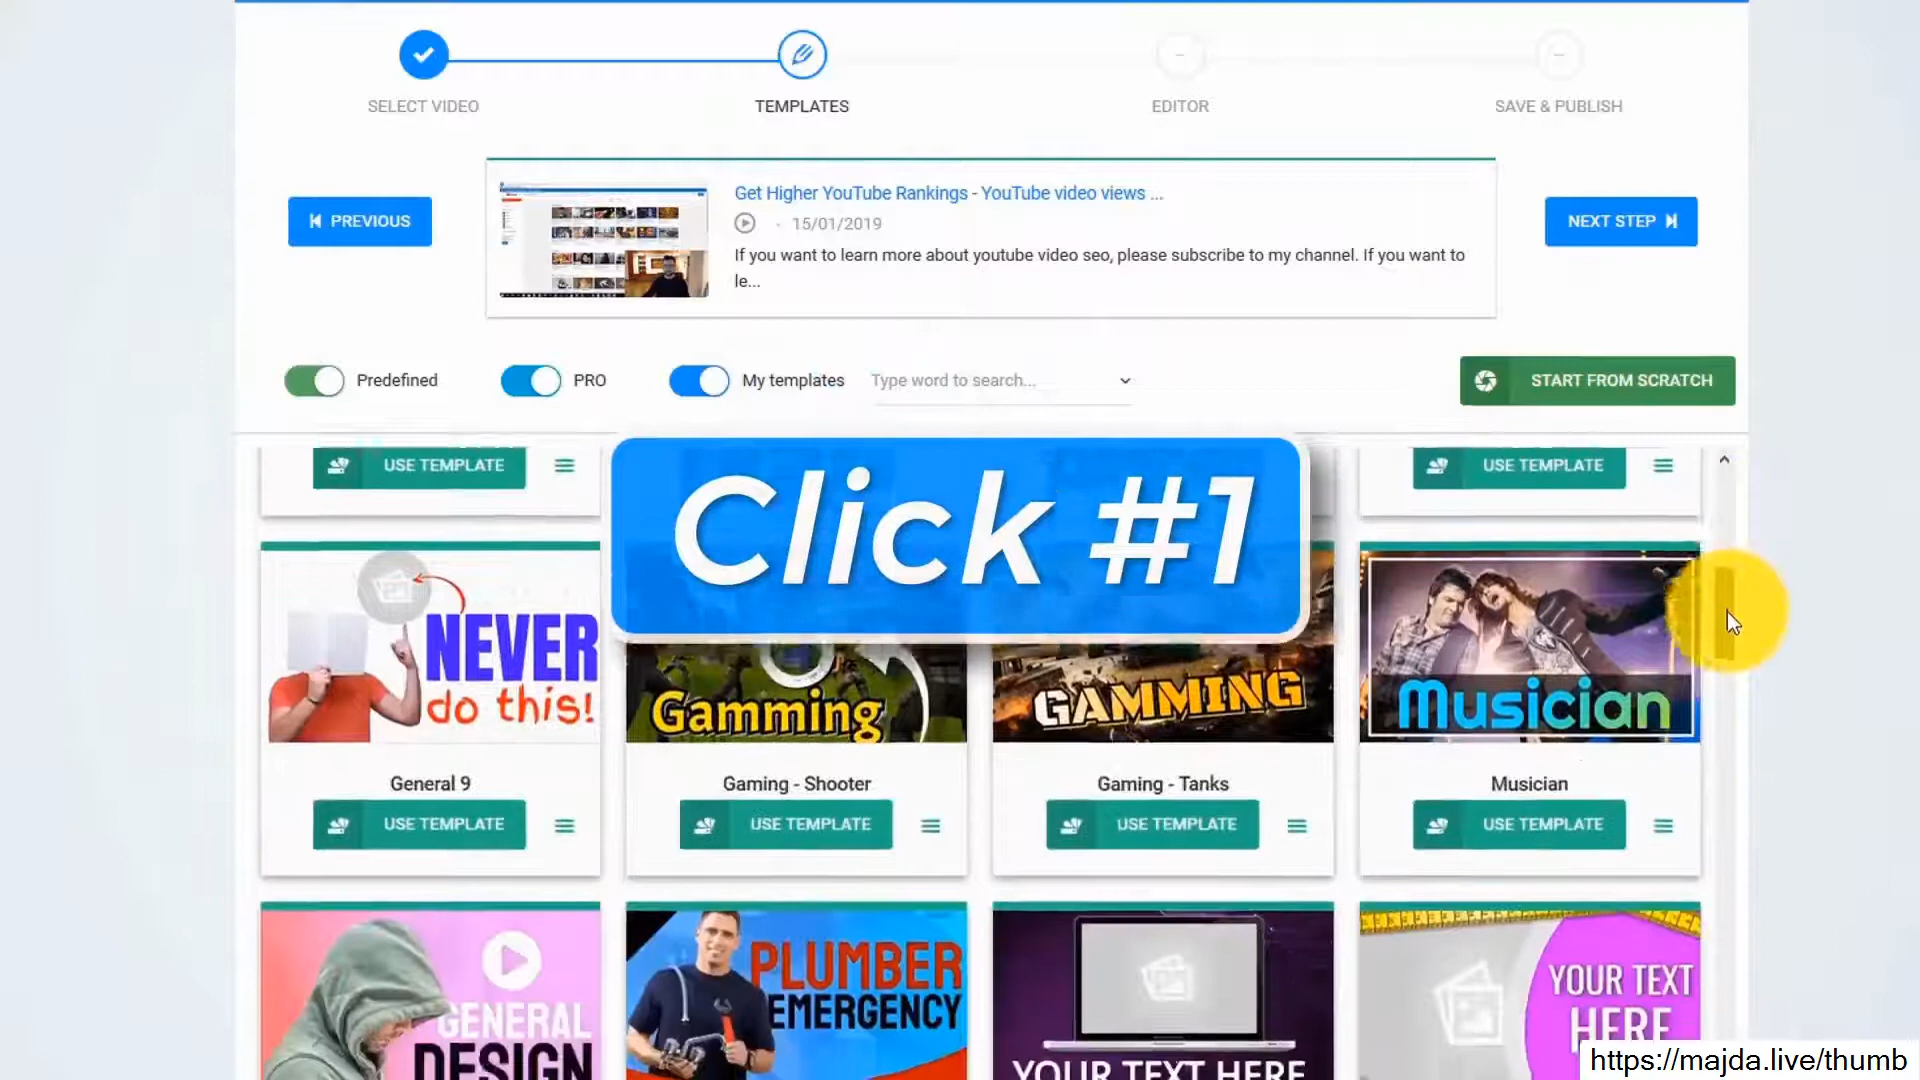 SELECT VIDEO
TEMPLATES
EDITOR
SAVE & PUBLISH
PREVIOUS
Get Higher YouTube Rankings - YouTube video views ...
· 15/01/2019
If you want to learn more about youtube video seo, please subscribe to my channel. If you want to
le...
NEXT STEP
Predefined
PRO
My templates
Type word to search...
START FROM SCRATCH
USE TEMPLATE
USE TEMPLATE
Click #1
NEVER
do this!
Gamming
GAMMING
Musician
General 9
Gaming - Shooter
Gaming - Tanks
Musician
USE TEMPLATE
USE TEMPLATE
USE TEMPLATE
USE TEMPLATE
GENERAL
DESIGN
PLUMBER
EMERGENCY
YOUR TEXT HERE
YOUR TEXT
HERE
https://majda.live/thumb